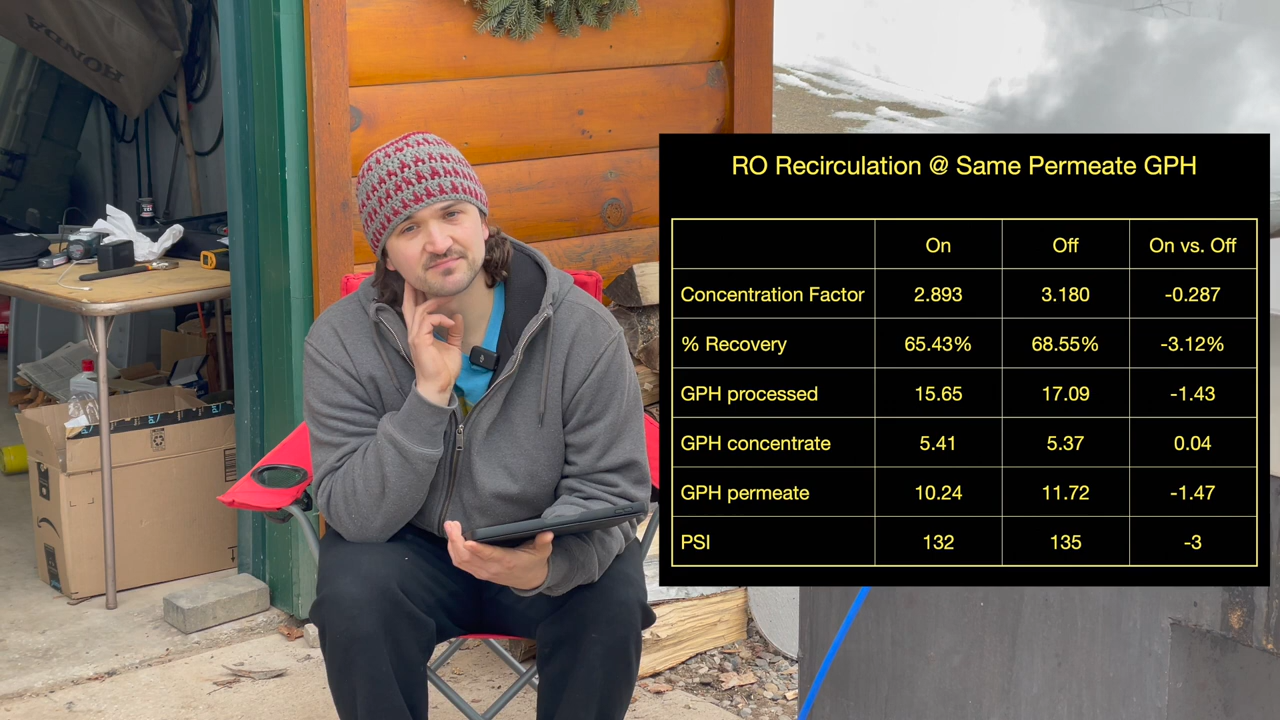 RO Recirculation @ Same Permeate GPH
On Off On vs. Off
Concentration Factor 2.893 3.180 -0.287
% Recovery 65.43% 68.55% -3.12%
GPH processed 15.65 17.09 -1.43
GPH concentrate 5.41 5.37 0.04
GPH permeate 10.24 11.72 -1.47
PSI 132 135 -3